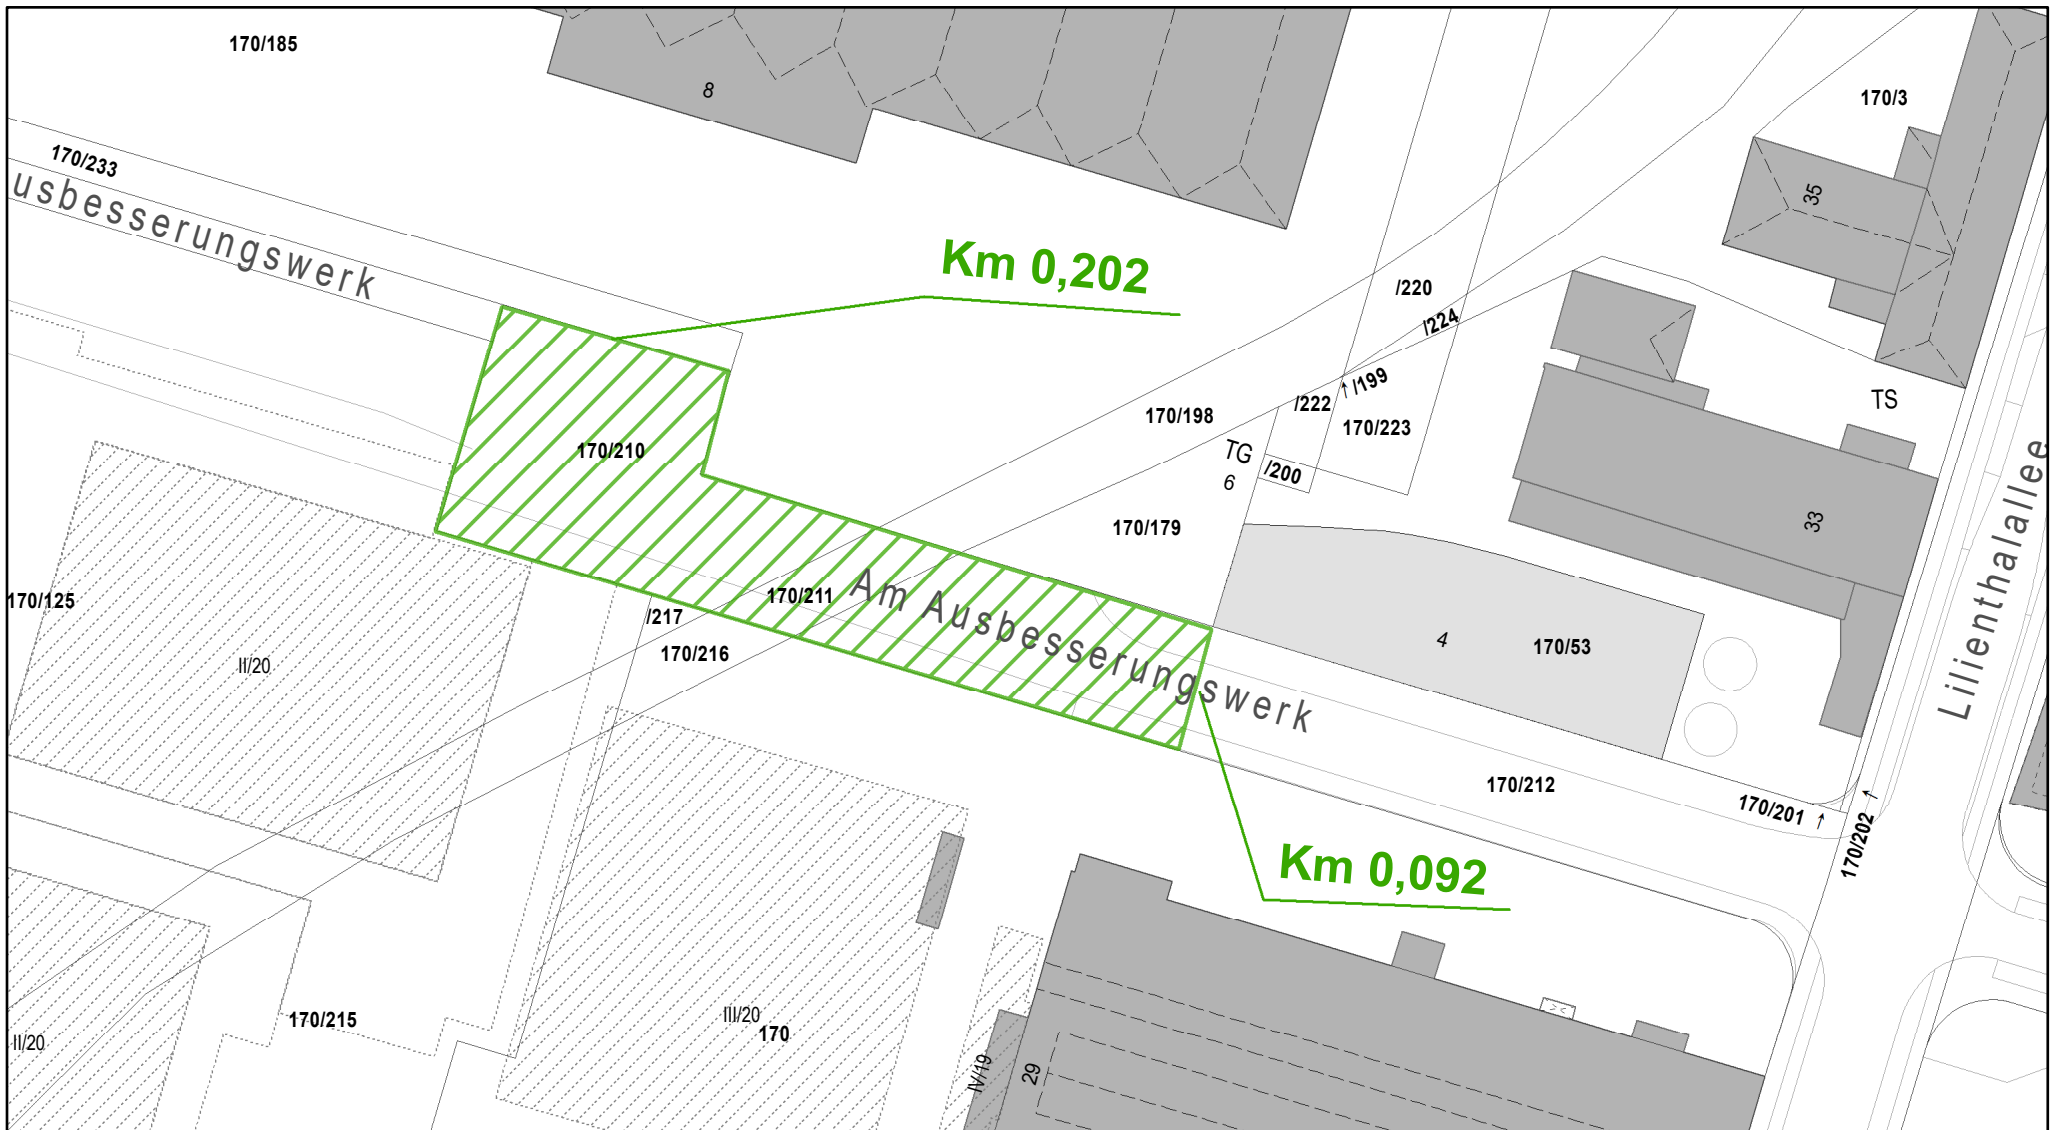 170/185
8
170/3
170/233
usbesserungswerk
35
Km 0,202
/220
/224
/199
170/198
/222
170/223
TS
TG
6
/200
170/210
170/179
33
Lilienthalallee
170/125
170/211
Am Ausbesserungswerk
/217
170/216
4
170/53
II/20
170/212
170/201
170/202
Km 0,092
170/215
III/20
170
II/20
IV/19
29